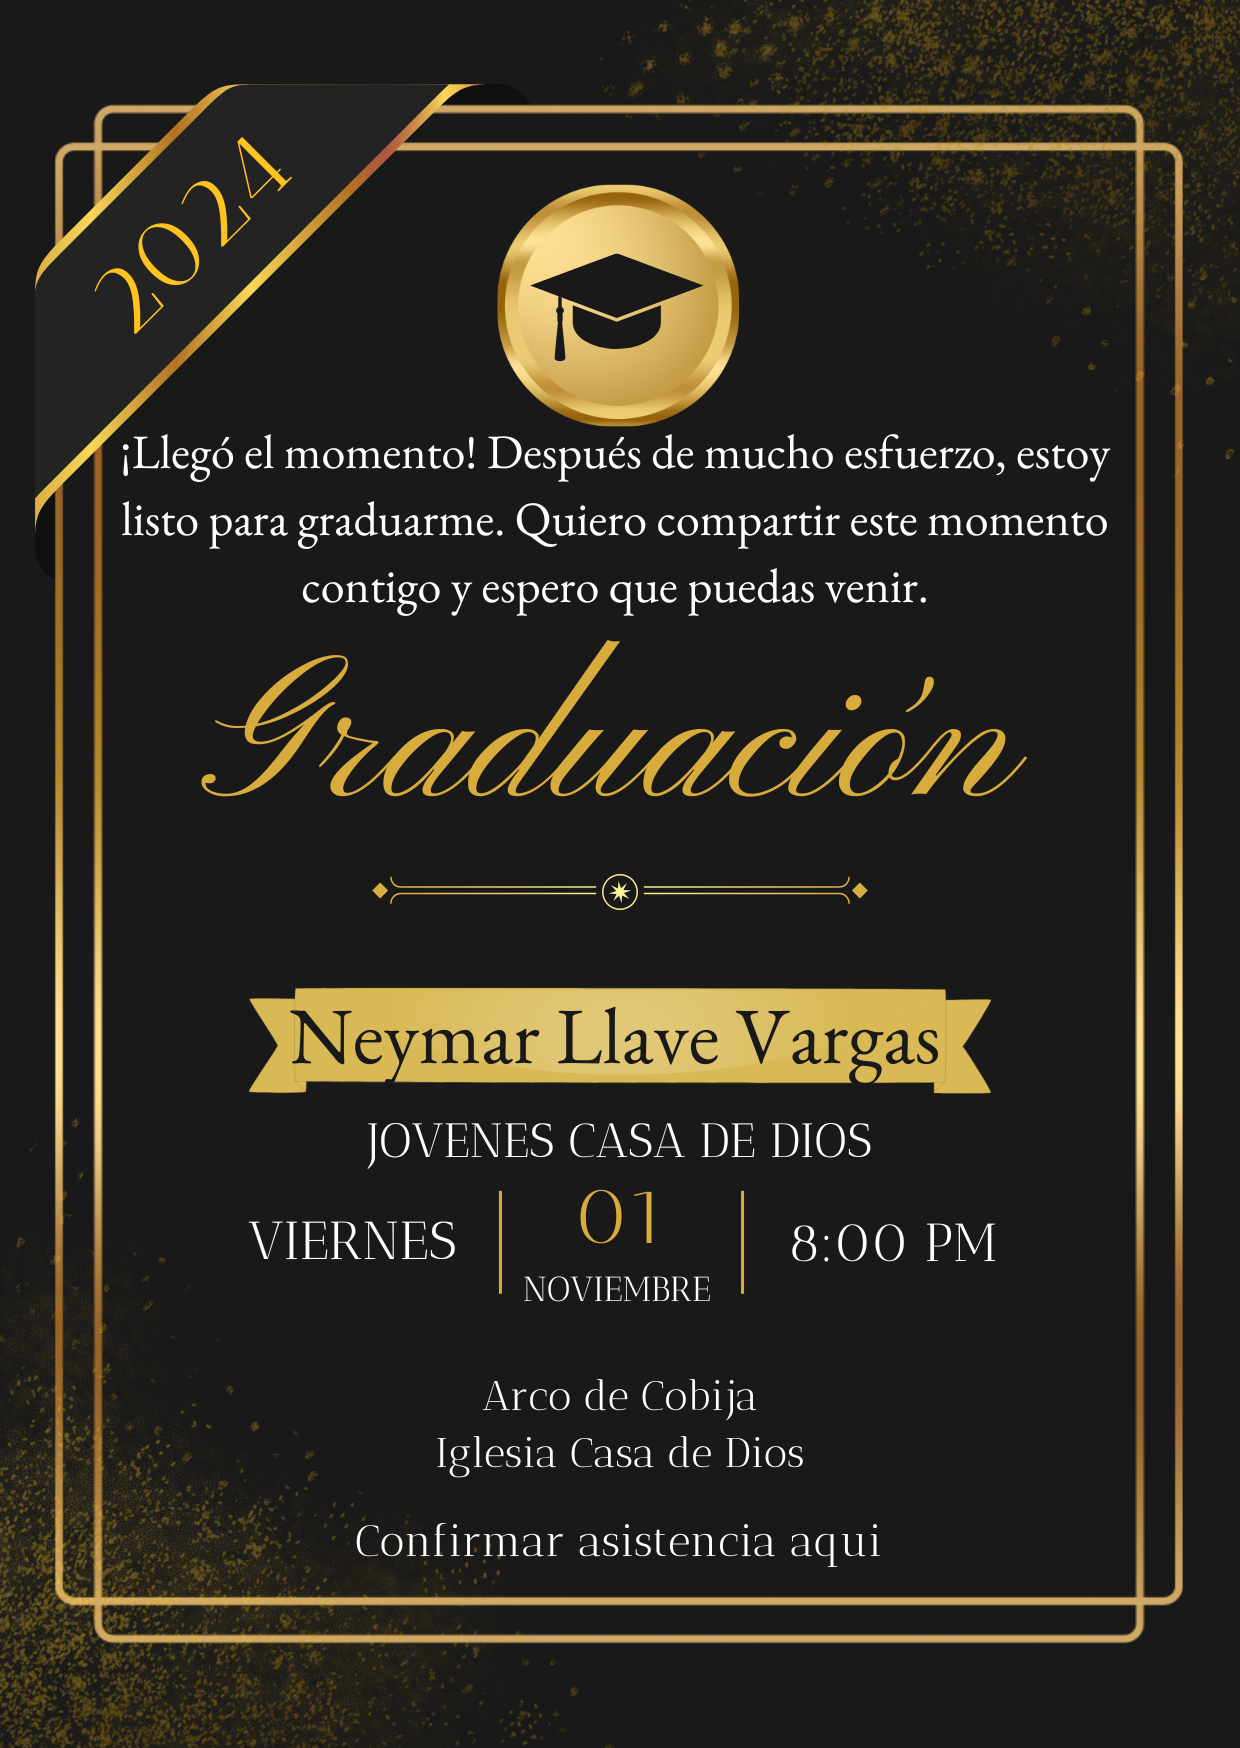 2024
¡Llegó el momento! Después de mucho esfuerzo, estoy
listo para graduarme. Quiero compartir este momento
contigo y espero que puedas venir.
Graduación
Neymar Llave Vargas
JOVENES CASA DE DIOS
VIERNES
01
NOVIEMBRE
8:00 PM
Arco de Cobija
Iglesia Casa de Dios
Confirmar asistencia aqui